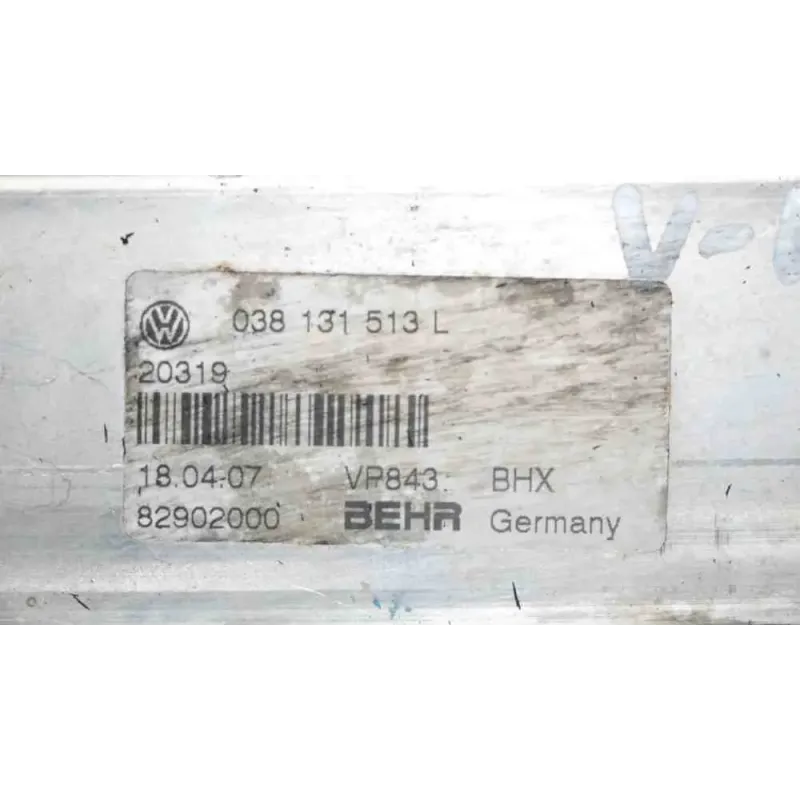 V-
038 131 513 L
20319
18.04.07 VP843 BHX
82902000 BEHR Germany